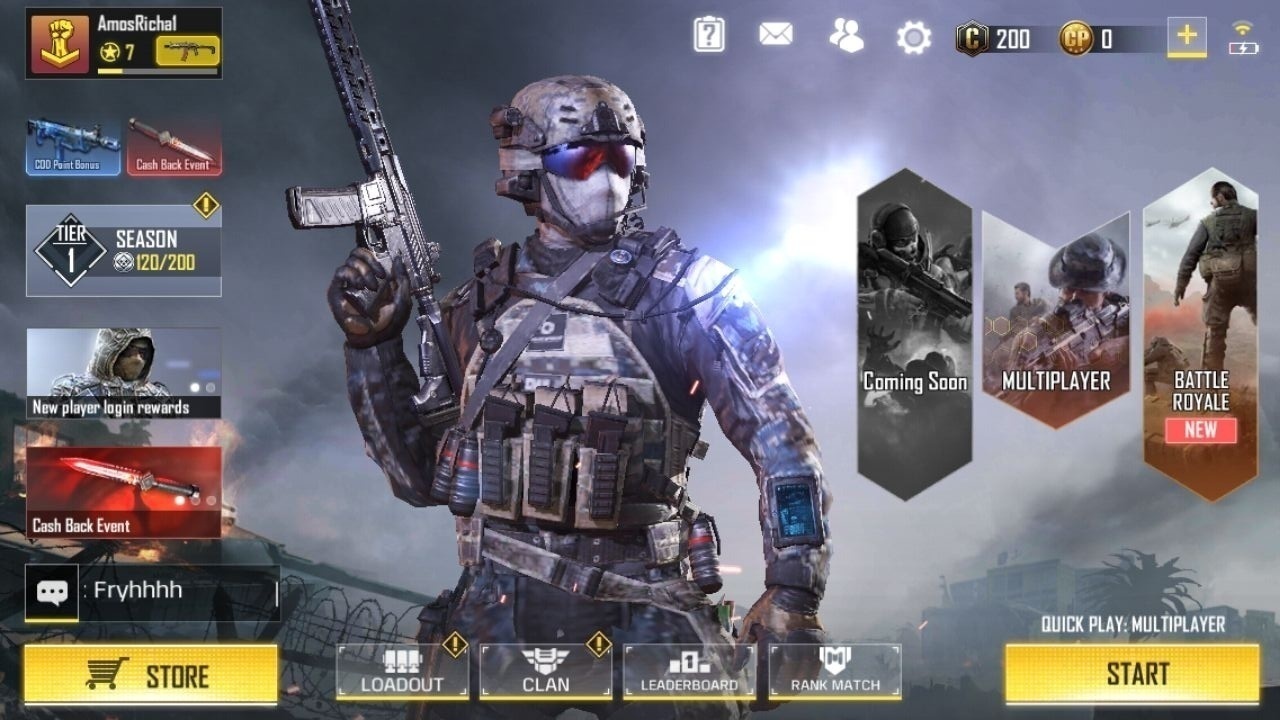 AmosRicha1
7
C 200
CP 0
+
?
COD Point Bonus
Cash Back Event
TIER
1
SEASON
120/200
New player login rewards
Cash Back Event
: Fryhhhh
STORE
LOADOUT
CLAN
LEADERBOARD
RANK MATCH
Coming Soon
MULTIPLAYER
BATTLE
ROYALE
NEW
QUICK PLAY: MULTIPLAYER
START